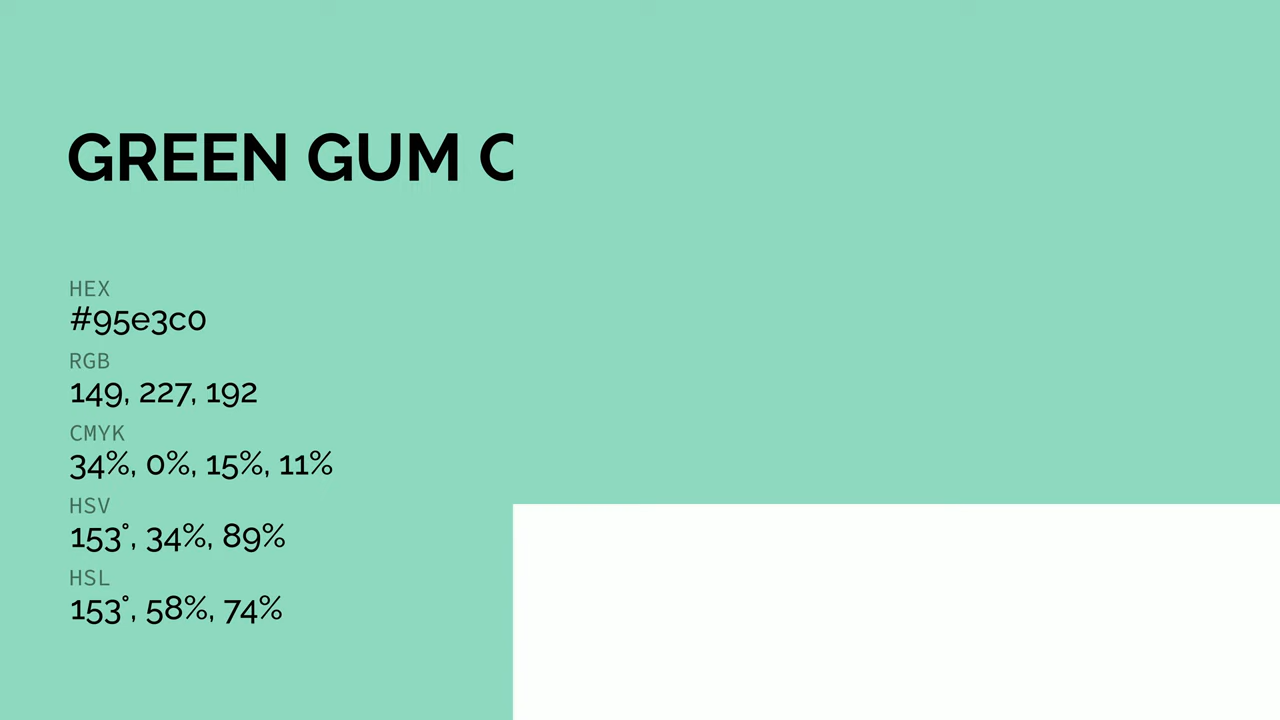 GREEN GUM C
HEX
#95e3c0
RGB
149, 227, 192
CMYK
34%, 0%, 15%, 11%
HSV
153°, 34%, 89%
HSL
153°, 58%, 74%